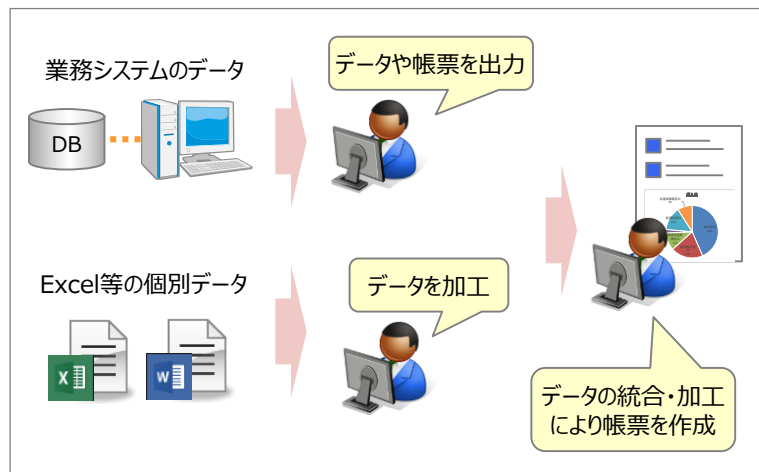 業務システムのデータ
DB
データや帳票を出力
Excel等の個別データ
X
W
データを加工
データの統合・加工
により帳票を作成